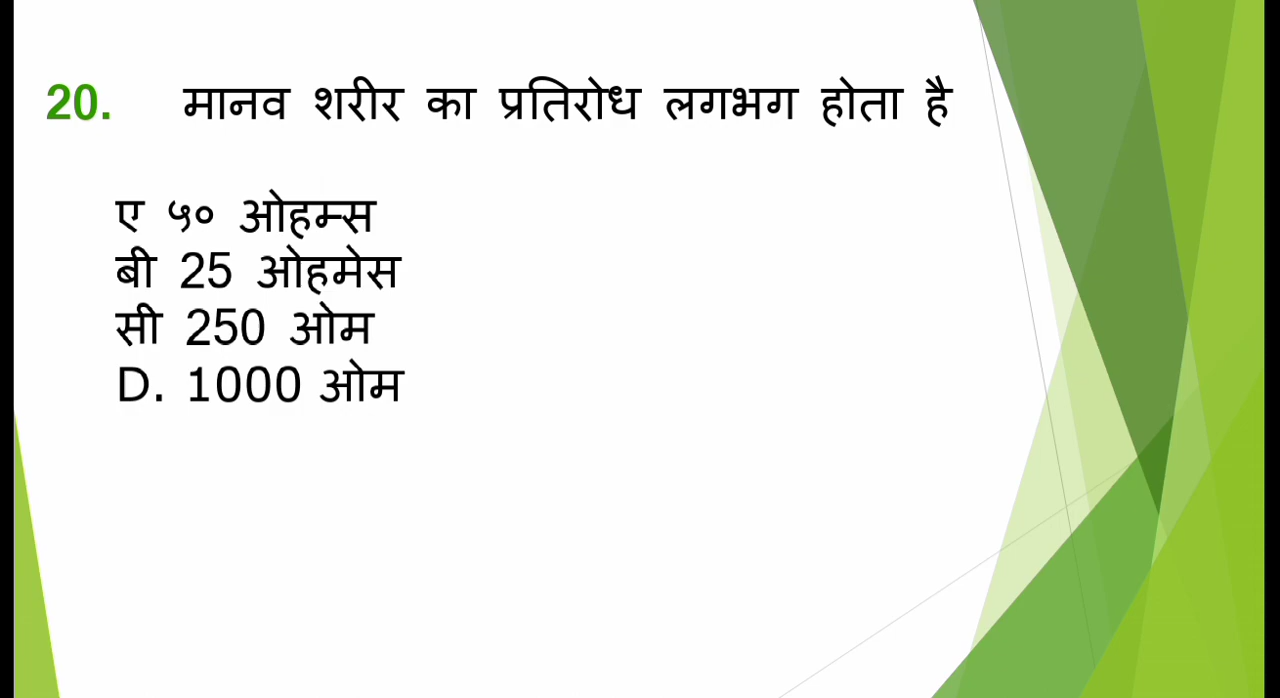 20. मानव शरीर का प्रतिरोध लगभग होता है
ए ५० ओहम्स
बी 25 ओहमेस
सी 250 ओम
D. 1000 ओम